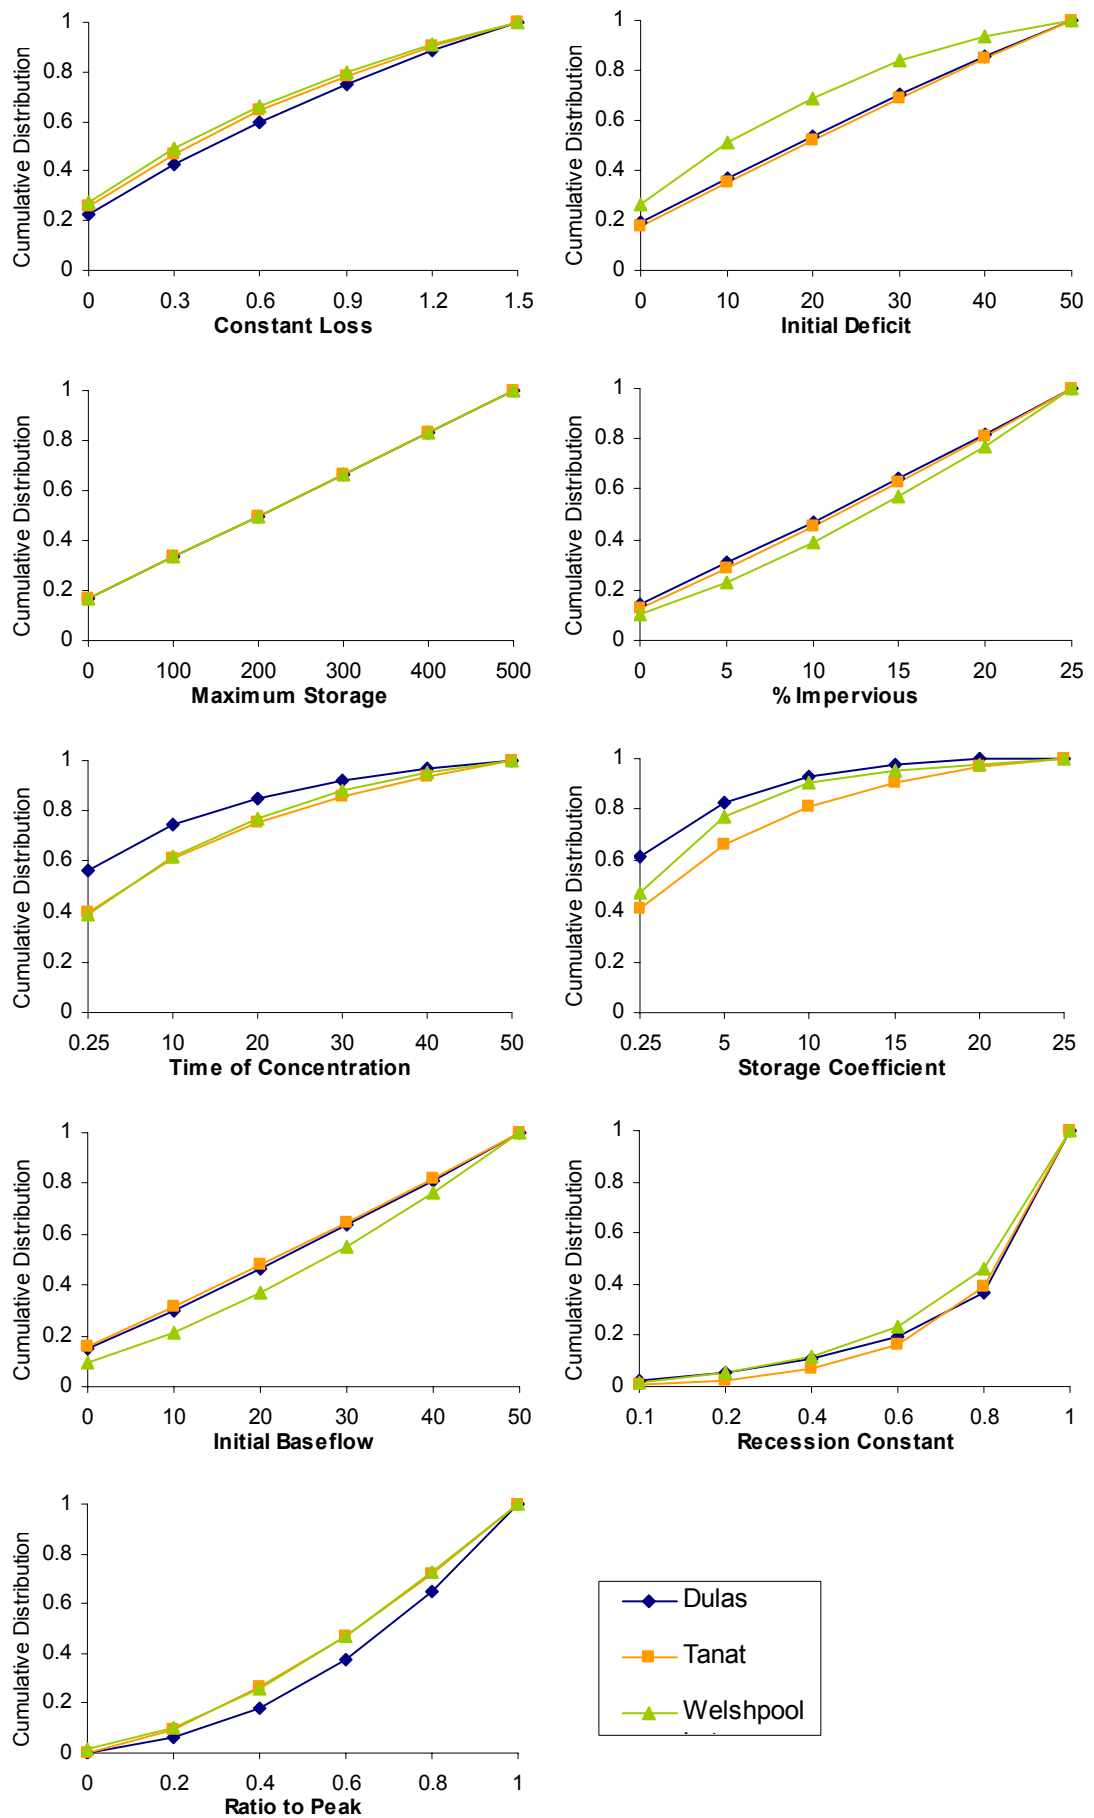 Cumulative Distribution
1
0.8
0.6
0.4
0.2
0
0 0.3 0.6 0.9 1.2 1.5
Constant Loss
Cumulative Distribution
1
0.8
0.6
0.4
0.2
0
0 10 20 30 40 50
Initial Deficit
Cumulative Distribution
1
0.8
0.6
0.4
0.2
0
0 100 200 300 400 500
Maximum Storage
Cumulative Distribution
1
0.8
0.6
0.4
0.2
0
0 5 10 15 20 25
% Impervious
Cumulative Distribution
1
0.8
0.6
0.4
0.2
0
0.25 10 20 30 40 50
Time of Concentration
Cumulative Distribution
1
0.8
0.6
0.4
0.2
0
0.25 5 10 15 20 25
Storage Coefficient
Cumulative Distribution
1
0.8
0.6
0.4
0.2
0
0 10 20 30 40 50
Initial Baseflow
Cumulative Distribution
1
0.8
0.6
0.4
0.2
0
0.1 0.2 0.4 0.6 0.8 1
Recession Constant
Cumulative Distribution
1
0.8
0.6
0.4
0.2
0
0 0.2 0.4 0.6 0.8 1
Ratio to Peak
Dulas
Tanat
Welshpool